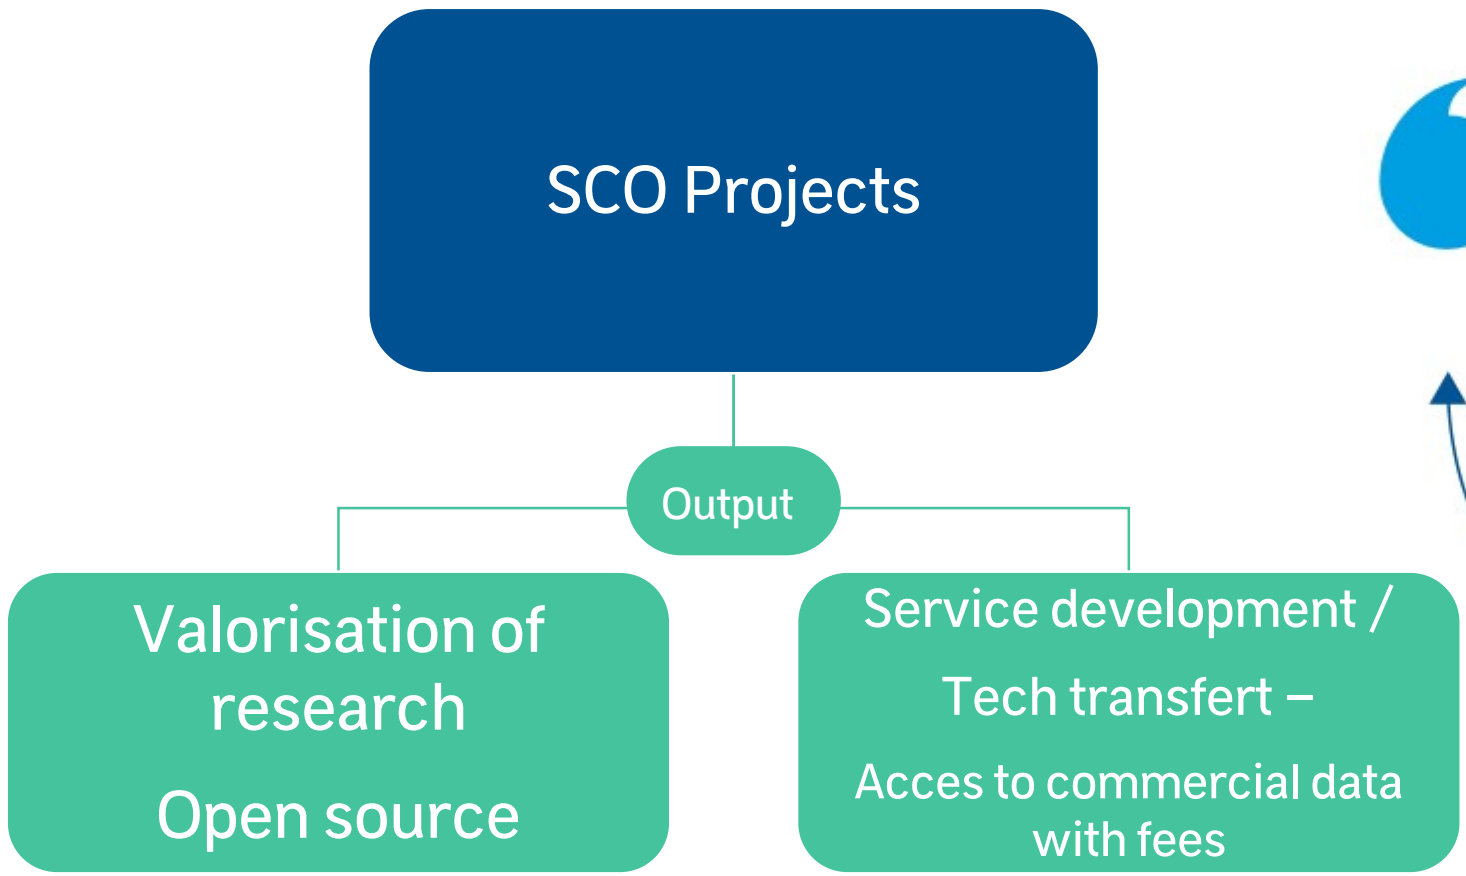 SCO Projects
Output
Valorisation of
research
Open source
Service development /
Tech transfert –
Acces to commercial data
with fees